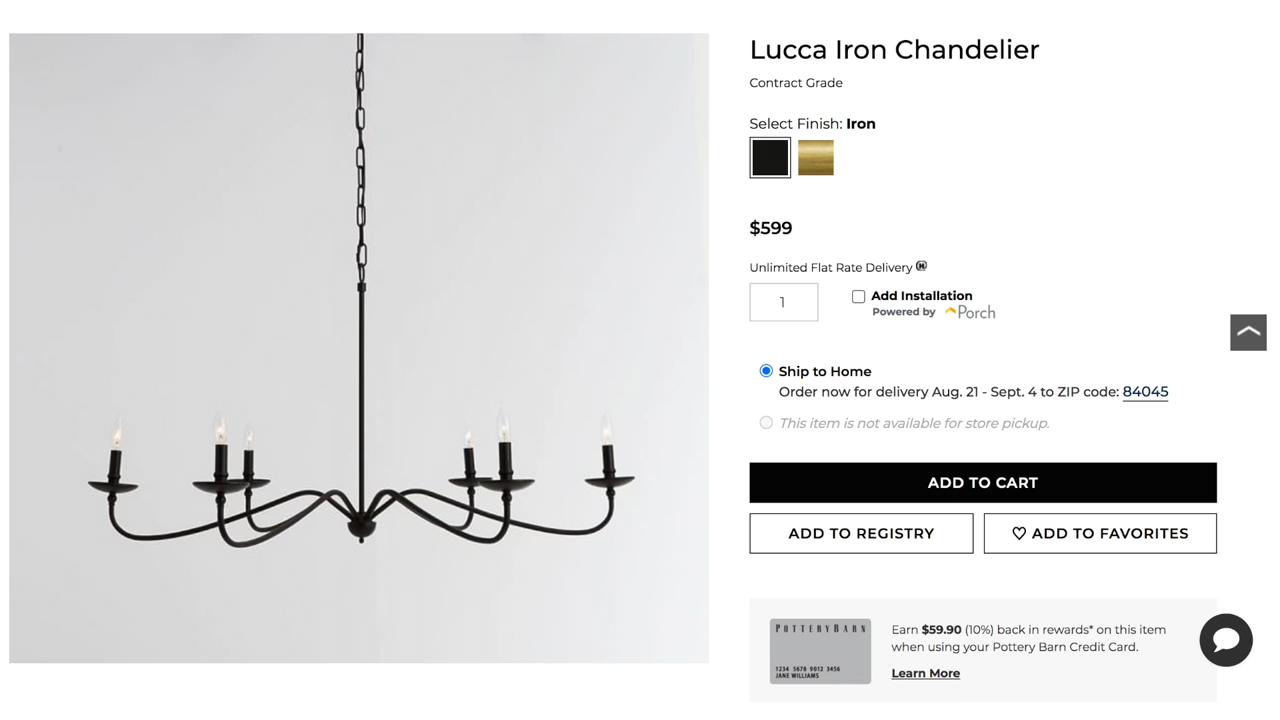 Lucca Iron Chandelier
Contract Grade
Select Finish: Iron
$599
Unlimited Flat Rate Delivery
1
Add Installation
Powered by Porch
Ship to Home
Order now for delivery Aug. 21 - Sept. 4 to ZIP code: 84045
This item is not available for store pickup.
ADD TO CART
ADD TO REGISTRY
ADD TO FAVORITES
POTTERYBARN
1234 5678 9012 3456
JANE WILLIAMS
Earn $59.90 (10%) back in rewards* on this item
when using your Pottery Barn Credit Card.
Learn More